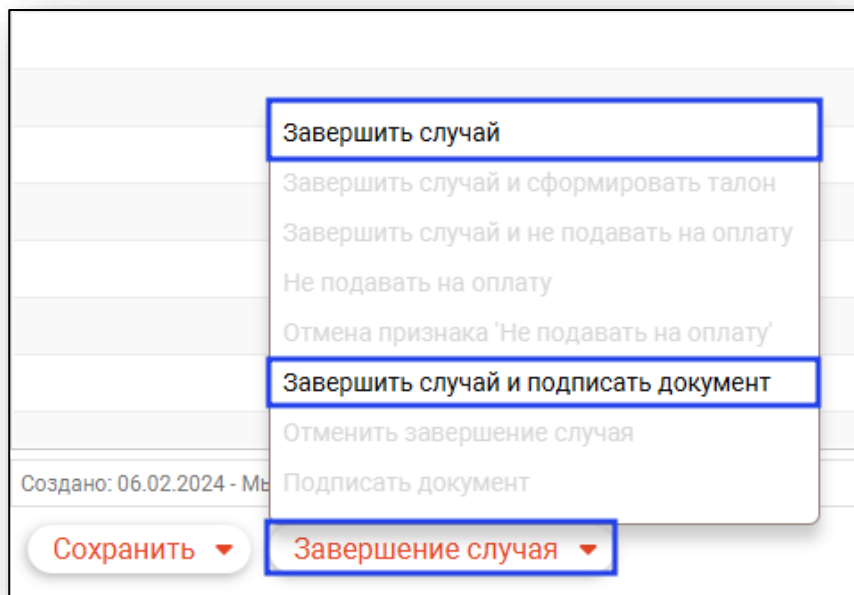 Завершить случай
Завершить случай и сформировать талон
Завершить случай и не подавать на оплату
Не подавать на оплату
Отмена признака 'Не подавать на оплату'
Завершить случай и подписать документ
Отменить завершение случая
Создано: 06.02.2024 - Мы
Подписать документ
Сохранить
Завершение случая